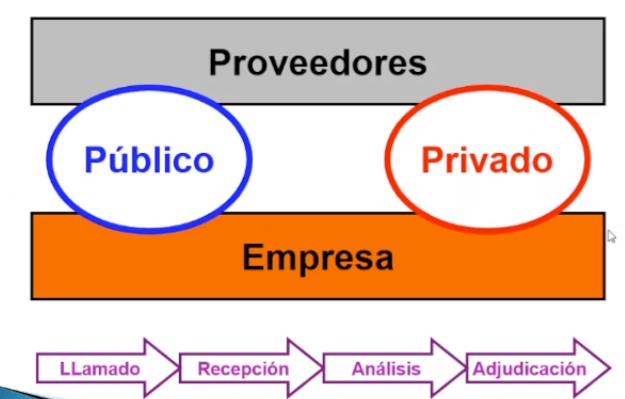 Proveedores
Público
Privado
Empresa
LLamado
Recepción
Análisis
Adjudicación